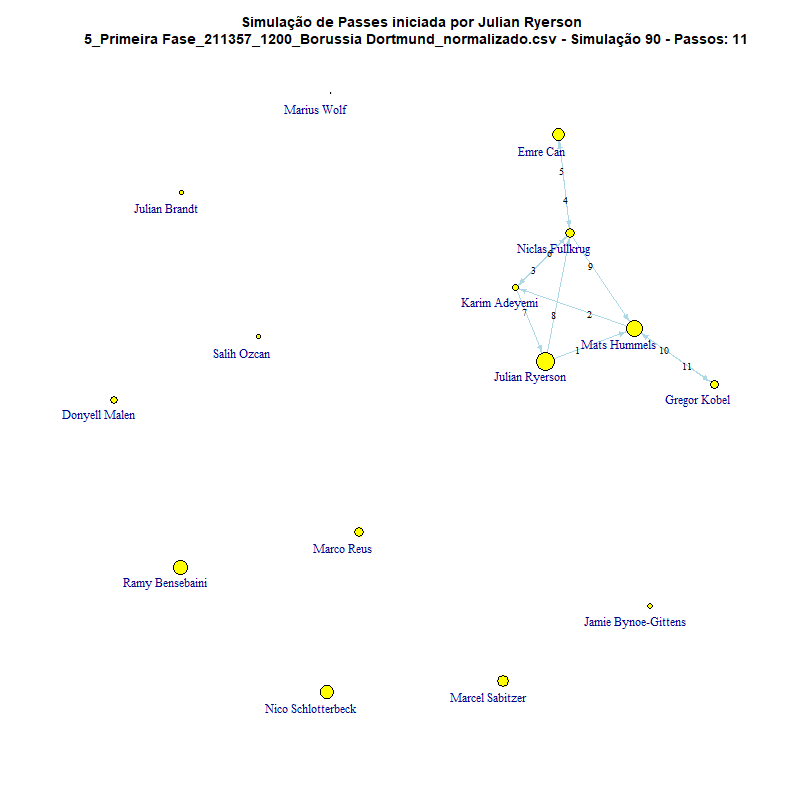 Simulação de Passes iniciada por Julian Ryerson
5_Primeira Fase_211357_1200_Borussia Dortmund_normalizado.csv - Simulação 90 - Passos: 11
Marius Wolf
Emre Can
5
Julian Brandt
4
Niclas Fullkrug
6
9
3
Karim Adeyemi
7
8
2
Salih Ozcan
Mats Hummels
1
10
Julian Ryerson
11
Gregor Kobel
Donyell Malen
Marco Reus
Ramy Bensebaini
Jamie Bynoe-Gittens
Marcel Sabitzer
Nico Schlotterbeck